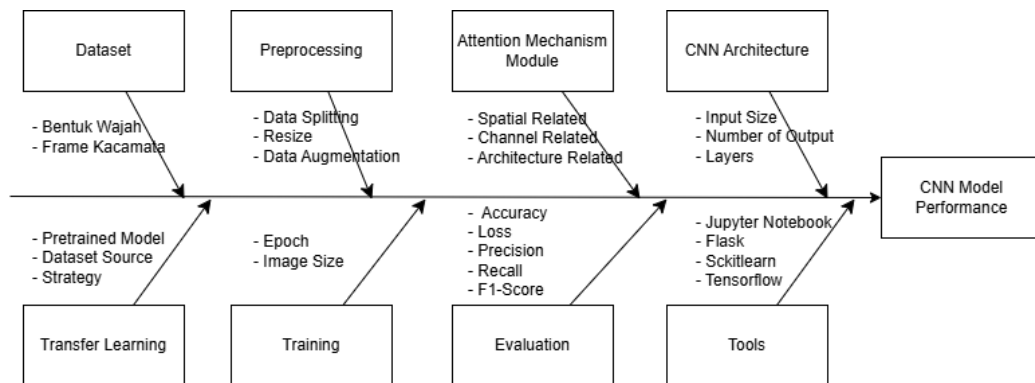 Dataset
Preprocessing
Attention Mechanism
Module
CNN Architecture
- Bentuk Wajah
- Frame Kacamata
- Data Splitting
- Resize
- Data Augmentation
- Spatial Related
- Channel Related
- Architecture Related
- Input Size
- Number of Output
- Layers
CNN Model
Performance
- Pretrained Model
- Dataset Source
- Strategy
- Epoch
- Image Size
- Accuracy
- Loss
- Precision
- Recall
- F1-Score
- Jupyter Notebook
- Flask
- Sckitlearn
- Tensorflow
Transfer Learning
Training
Evaluation
Tools